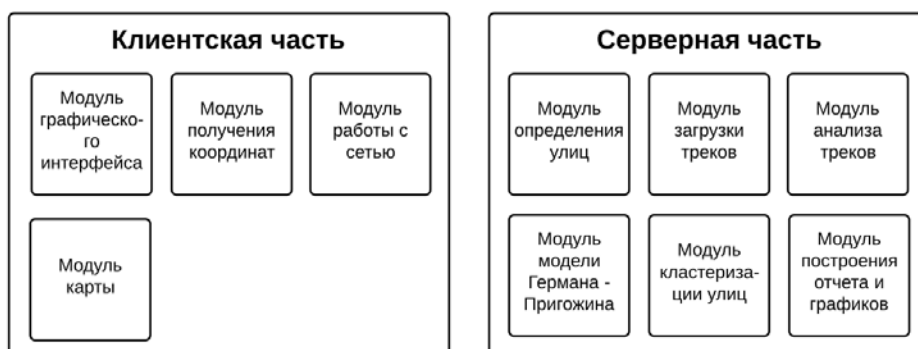 Клиентская часть
Модуль
графическо-
го
интерфейса
Модуль
получения
координат
Модуль
работы с
сетью
Модуль
карты
Серверная часть
Модуль
определения
улиц
Модуль
загрузки
треков
Модуль
анализа
треков
Модуль
модели
Германа -
Пригожина
Модуль
кластериза-
ции улиц
Модуль
построения
отчета и
графиков